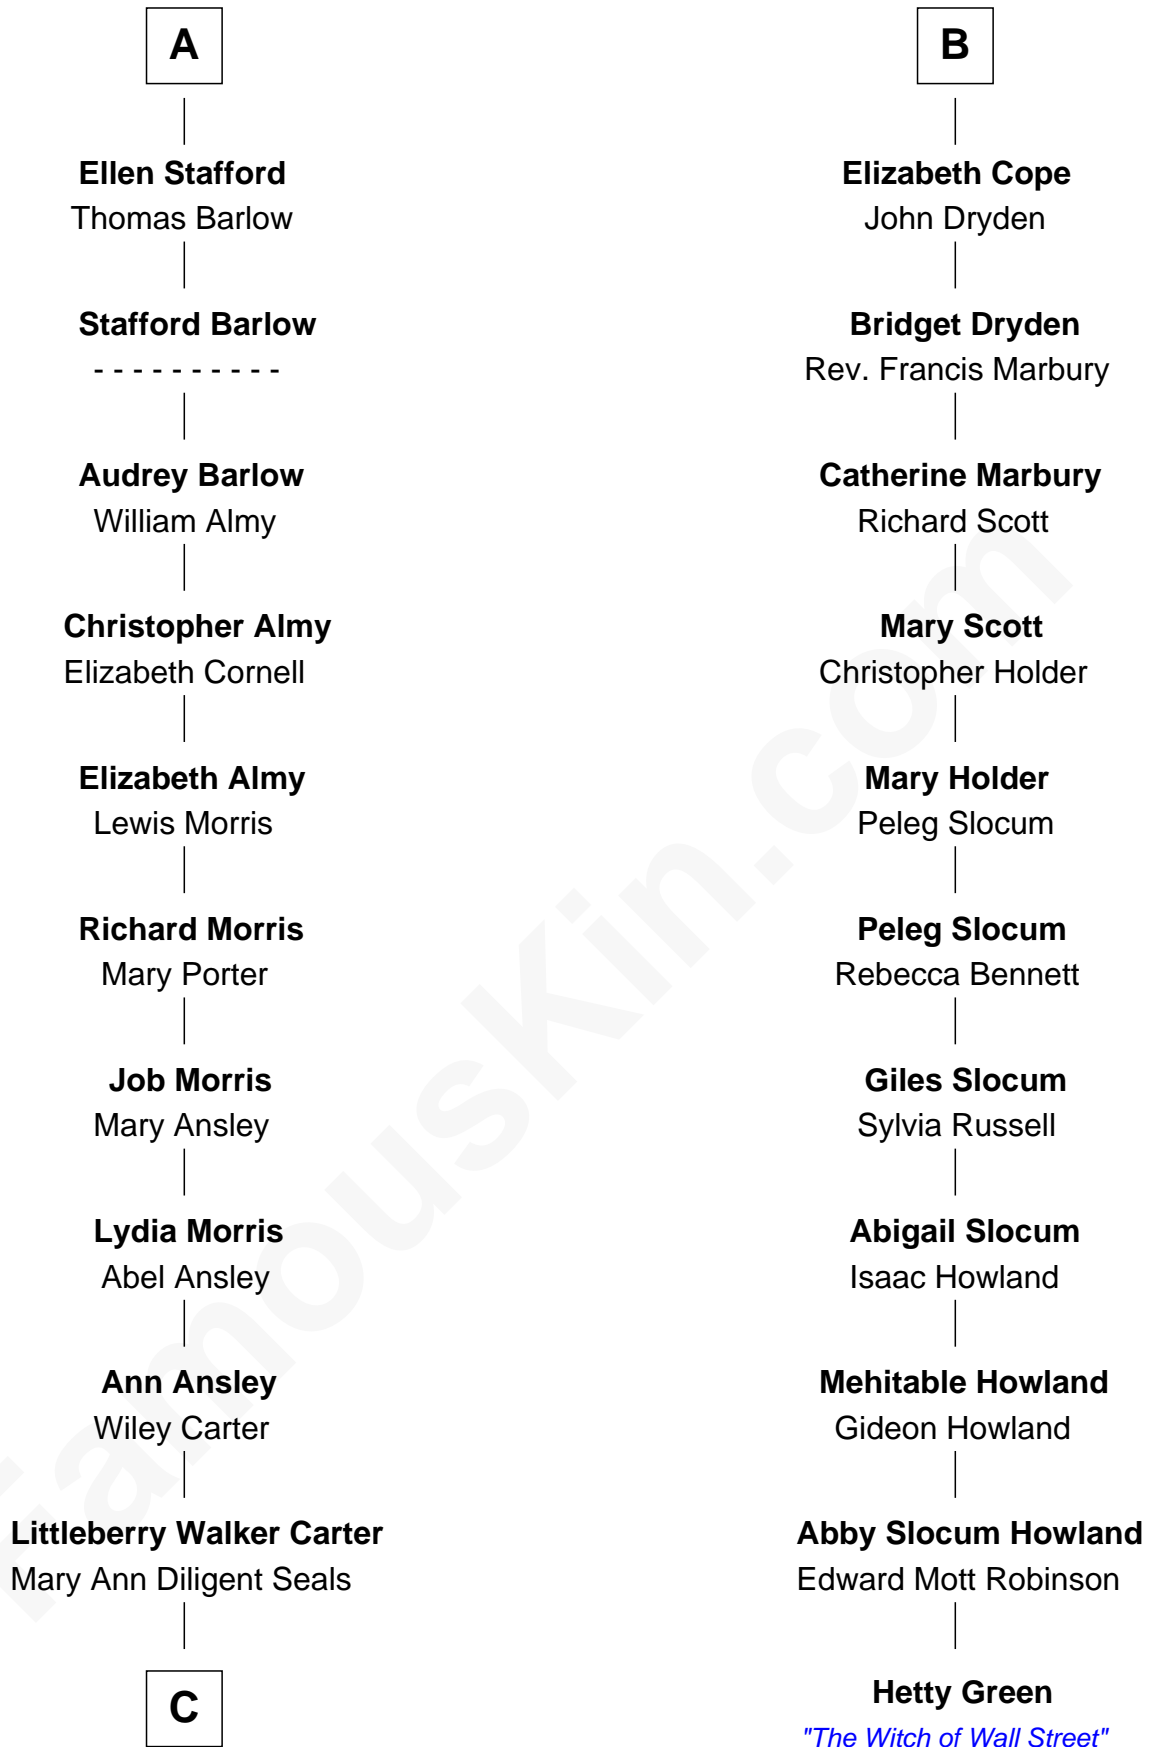 A
Ellen Stafford
Thomas Barlow
Stafford Barlow
- - - - - - - - - -
Audrey Barlow
William Almy
Christopher Almy
Elizabeth Cornell
Elizabeth Almy
Lewis Morris
Richard Morris
Mary Porter
Job Morris
Mary Ansley
Lydia Morris
Abel Ansley
Ann Ansley
Wiley Carter
Littleberry Walker Carter
Mary Ann Diligent Seals
C
B
Elizabeth Cope
John Dryden
Bridget Dryden
Rev. Francis Marbury
Catherine Marbury
Richard Scott
Mary Scott
Christopher Holder
Mary Holder
Peleg Slocum
Peleg Slocum
Rebecca Bennett
Giles Slocum
Sylvia Russell
Abigail Slocum
Isaac Howland
Mehitable Howland
Gideon Howland
Abby Slocum Howland
Edward Mott Robinson
Hetty Green
"The Witch of Wall Street"
FamousKin.com